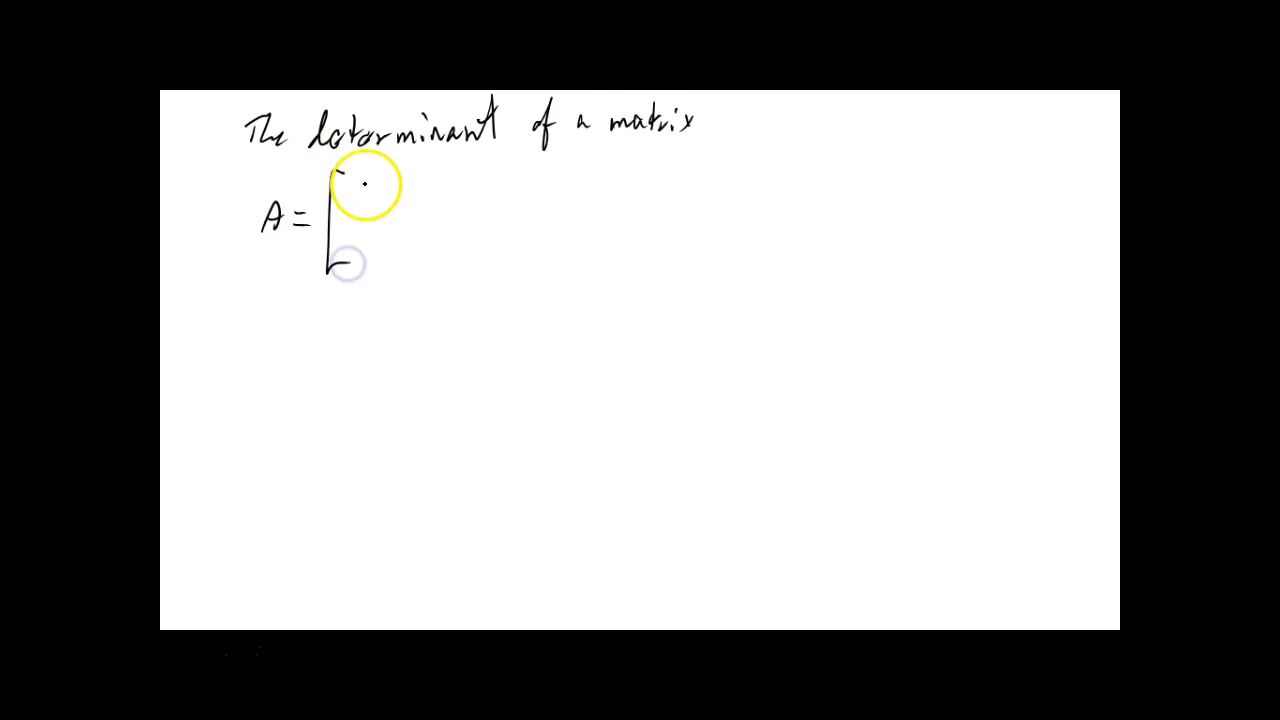 The determinant of a matrix
A = [